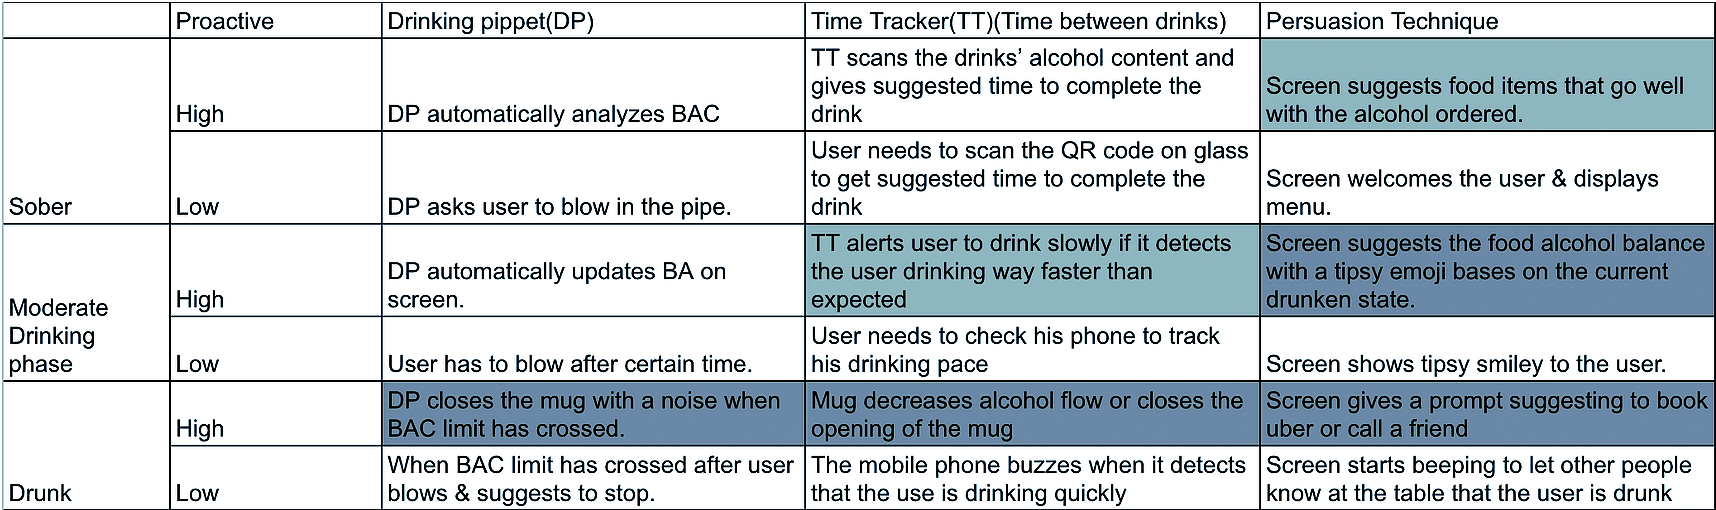 Proactive
Drinking pippet(DP)
Time Tracker(TT)(Time between drinks)
Persuasion Technique
Sober
High
DP automatically analyzes BAC
TT scans the drinks’ alcohol content and
gives suggested time to complete the
drink
Screen suggests food items that go well
with the alcohol ordered.
Low
DP asks user to blow in the pipe.
User needs to scan the QR code on glass
to get suggested time to complete the
drink
Screen welcomes the user & displays
menu.
Moderate
Drinking
phase
High
DP automatically updates BA on
screen.
TT alerts user to drink slowly if it detects
the user drinking way faster than
expected
Screen suggests the food alcohol balance
with a tipsy emoji bases on the current
drunken state.
Low
User has to blow after certain time.
User needs to check his phone to track
his drinking pace
Screen shows tipsy smiley to the user.
Drunk
High
DP closes the mug with a noise when
BAC limit has crossed.
Mug decreases alcohol flow or closes the
opening of the mug
Screen gives a prompt suggesting to book
uber or call a friend
Low
When BAC limit has crossed after user
blows & suggests to stop.
The mobile phone buzzes when it detects
that the use is drinking quickly
Screen starts beeping to let other people
know at the table that the user is drunk